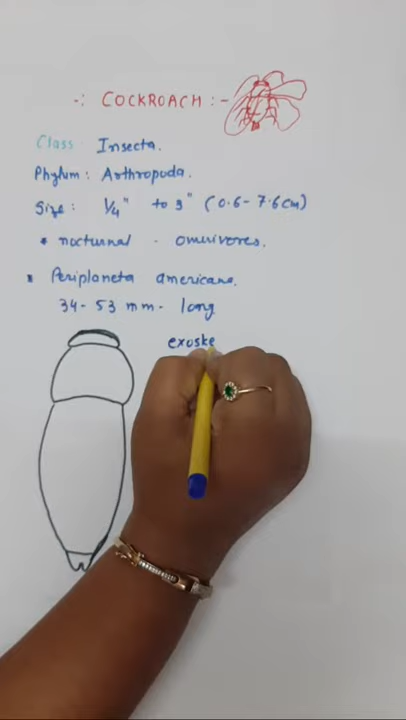 ∴ COCKROACH :-
Class Insecta.
Phylum: Arthropoda.
Size: 1/4" to 3" (0.6 - 7.6 cm)
• nocturnal - omnivores.
• Periplaneta americana.
34 - 53 mm - long
exoske